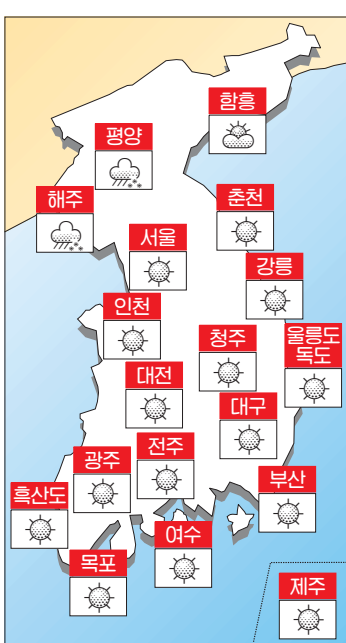 함흥
평양
해주
춘천
서울
강릉
인천
청주
울릉도
독도
대전
대구
전주
광주
부산
흑산도
여수
목포
제주